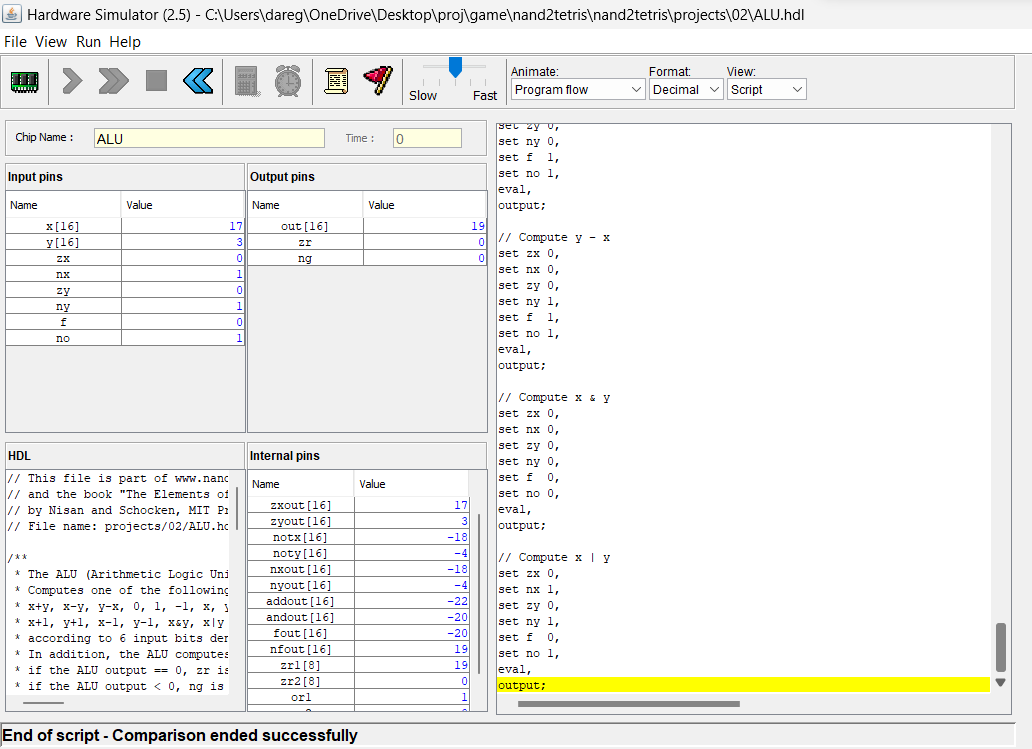 Hardware Simulator (2.5) - C:\Users\dareg\OneDrive\Desktop\proj\game\nand2tetris\nand2tetris\projects\02\ALU.hdl
File View Run Help
Slow Fast
Animate: Format: View:
Program flow Decimal Script
Chip Name : ALU Time : 0
Input pins
Name Value
x[16] 17
y[16] 3
zx 0
nx 1
zy 0
ny 1
f 0
no 1
Output pins
Name Value
out[16] 19
zr 0
ng 0
HDL
// This file is part of www.nand
// and the book "The Elements of
// by Nisan and Schocken, MIT Pr
// File name: projects/02/ALU.hd
/**
* The ALU (Arithmetic Logic Uni
* Computes one of the following
* x+y, x-y, y-x, 0, 1, -1, x, y
* x+1, y+1, x-1, y-1, x&y, x|y
* according to 6 input bits den
* In addition, the ALU computes
* if the ALU output == 0, zr is
* if the ALU output < 0, ng is
Internal pins
Name Value
zxout[16] 17
zyout[16] 3
notx[16] -18
noty[16] -4
nxout[16] -18
nyout[16] -4
addout[16] -22
andout[16] -20
fout[16] -20
nfout[16] 19
zr1[8] 19
zr2[8] 0
or1 1
set zy 0,
set ny 0,
set f 1,
set no 1,
eval,
output;
// Compute y - x
set zx 0,
set nx 0,
set zy 0,
set ny 1,
set f 1,
set no 1,
eval,
output;
// Compute x & y
set zx 0,
set nx 0,
set zy 0,
set ny 0,
set f 0,
set no 0,
eval,
output;
// Compute x | y
set zx 0,
set nx 1,
set zy 0,
set ny 1,
set f 0,
set no 1,
eval,
output;
End of script - Comparison ended successfully